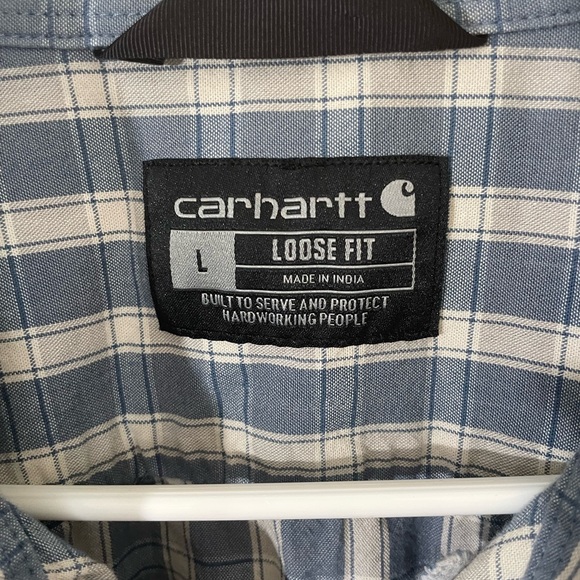 carhartt
L LOOSE FIT
MADE IN INDIA
BUILT TO SERVE AND PROTECT
HARDWORKING PEOPLE